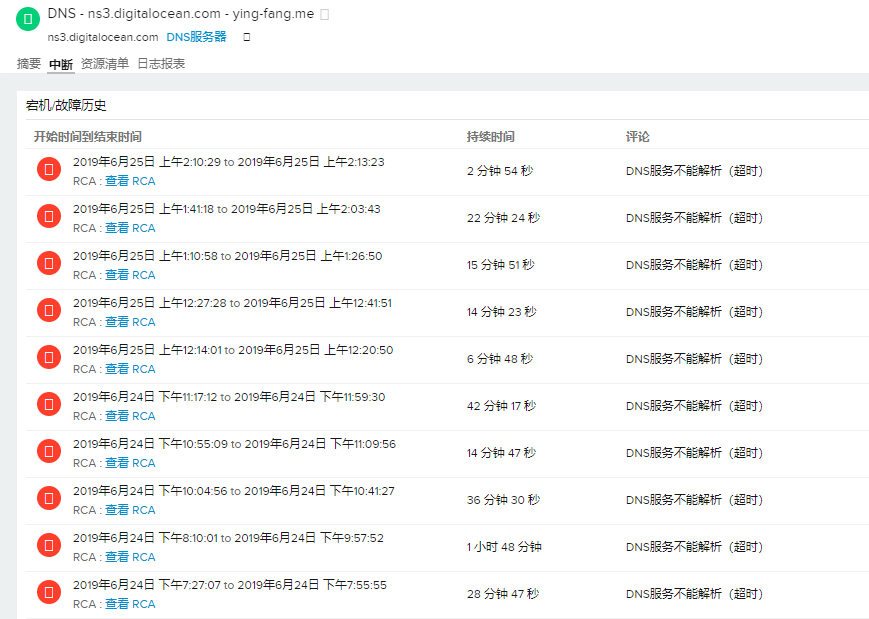 DNS - ns3.digitalocean.com - ying-fang.me
ns3.digitalocean.com DNS服务器
摘要 中断 资源清单 日志报表
宕机/故障历史
开始时间到结束时间 持续时间 评论
2019年6月25日 上午2:10:29 to 2019年6月25日 上午2:13:23
RCA : 查看 RCA
2 分钟 54 秒 DNS服务不能解析（超时）
2019年6月25日 上午1:41:18 to 2019年6月25日 上午2:03:43
RCA : 查看 RCA
22 分钟 24 秒 DNS服务不能解析（超时）
2019年6月25日 上午1:10:58 to 2019年6月25日 上午1:26:50
RCA : 查看 RCA
15 分钟 51 秒 DNS服务不能解析（超时）
2019年6月25日 上午12:27:28 to 2019年6月25日 上午12:41:51
RCA : 查看 RCA
14 分钟 23 秒 DNS服务不能解析（超时）
2019年6月25日 上午12:14:01 to 2019年6月25日 上午12:20:50
RCA : 查看 RCA
6 分钟 48 秒 DNS服务不能解析（超时）
2019年6月24日 下午11:17:12 to 2019年6月24日 下午11:59:30
RCA : 查看 RCA
42 分钟 17 秒 DNS服务不能解析（超时）
2019年6月24日 下午10:55:09 to 2019年6月24日 下午11:09:56
RCA : 查看 RCA
14 分钟 47 秒 DNS服务不能解析（超时）
2019年6月24日 下午10:04:56 to 2019年6月24日 下午10:41:27
RCA : 查看 RCA
36 分钟 30 秒 DNS服务不能解析（超时）
2019年6月24日 下午8:10:01 to 2019年6月24日 下午9:57:52
RCA : 查看 RCA
1 小时 48 分钟 DNS服务不能解析（超时）
2019年6月24日 下午7:27:07 to 2019年6月24日 下午7:55:55
RCA : 查看 RCA
28 分钟 47 秒 DNS服务不能解析（超时）